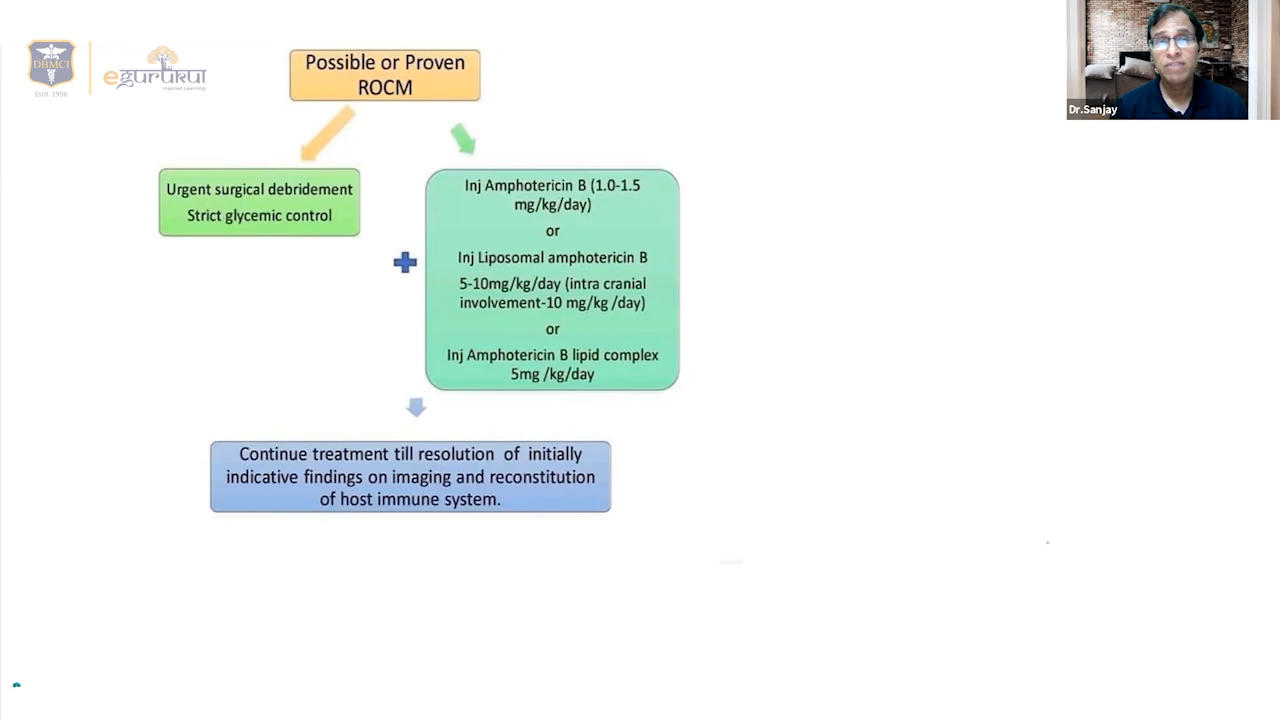 DBMCI
Estd. 1996
egurukul
Inspired Learning
Dr.Sanjay
Possible or Proven
ROCM
Urgent surgical debridement
Strict glycemic control
Inj Amphotericin B (1.0-1.5
mg/kg/day)
or
Inj Liposomal amphotericin B
5-10mg/kg/day (intra cranial
involvement-10 mg/kg /day)
or
Inj Amphotericin B lipid complex
5mg /kg/day
Continue treatment till resolution of initially
indicative findings on imaging and reconstitution
of host immune system.